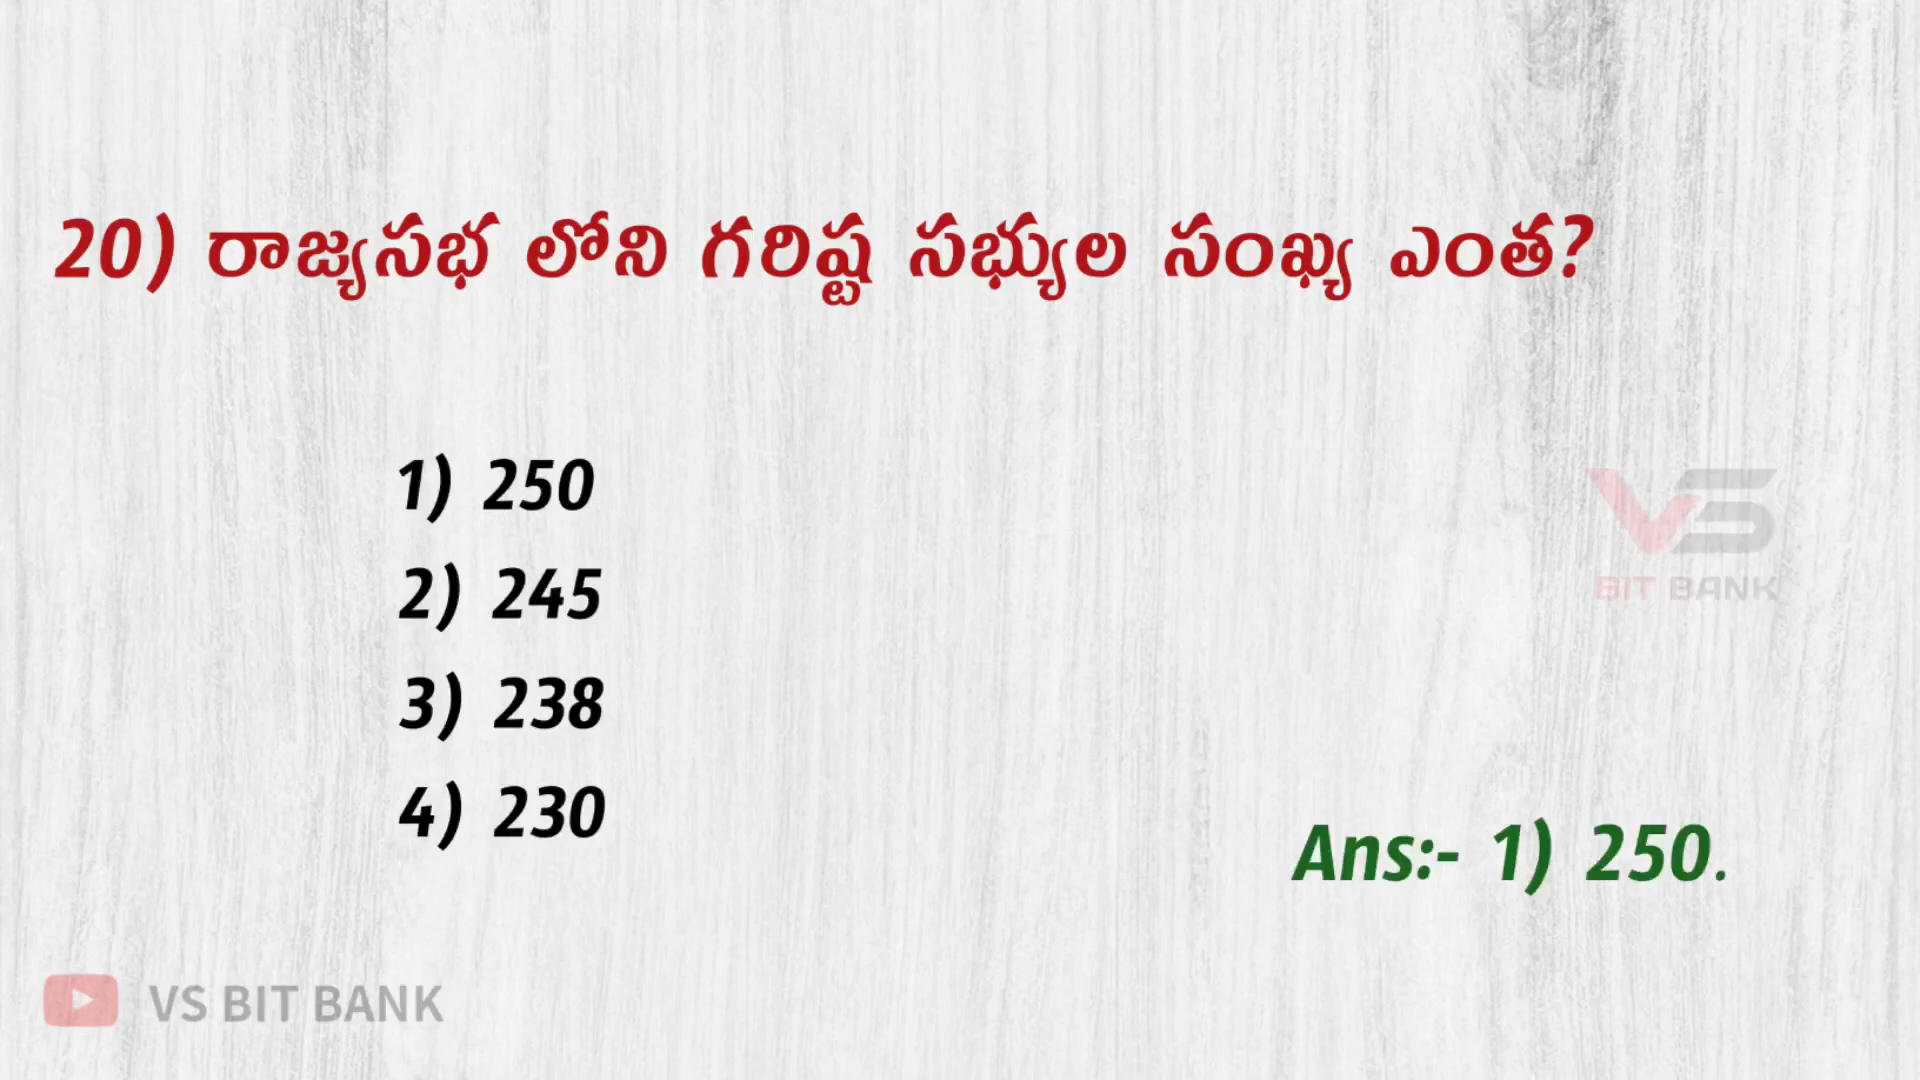 20) రాజ్యసభ లోని గరిష్ట సభ్యుల సంఖ్య ఎంత?
1) 250
2) 245
3) 238
4) 230
VS
BIT BANK
Ans:- 1) 250.
VS BIT BANK